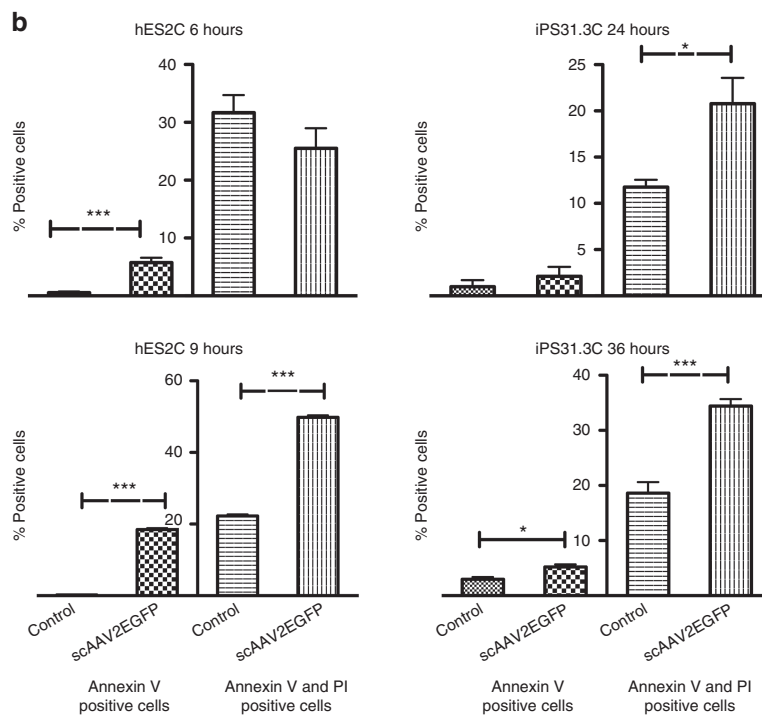 b
hES2C 6 hours
% Positive cells
40
30
20
10
***
iPS31.3C 24 hours
% Positive cells
25
20
15
10
5
*
hES2C 9 hours
% Positive cells
60
40
20
***
***
Control
scAAV2EGFP
Control
scAAV2EGFP
Annexin V
positive cells
Annexin V and PI
positive cells
iPS31.3C 36 hours
% Positive cells
40
30
20
10
*
***
Control
scAAV2EGFP
Control
scAAV2EGFP
Annexin V
positive cells
Annexin V and PI
positive cells